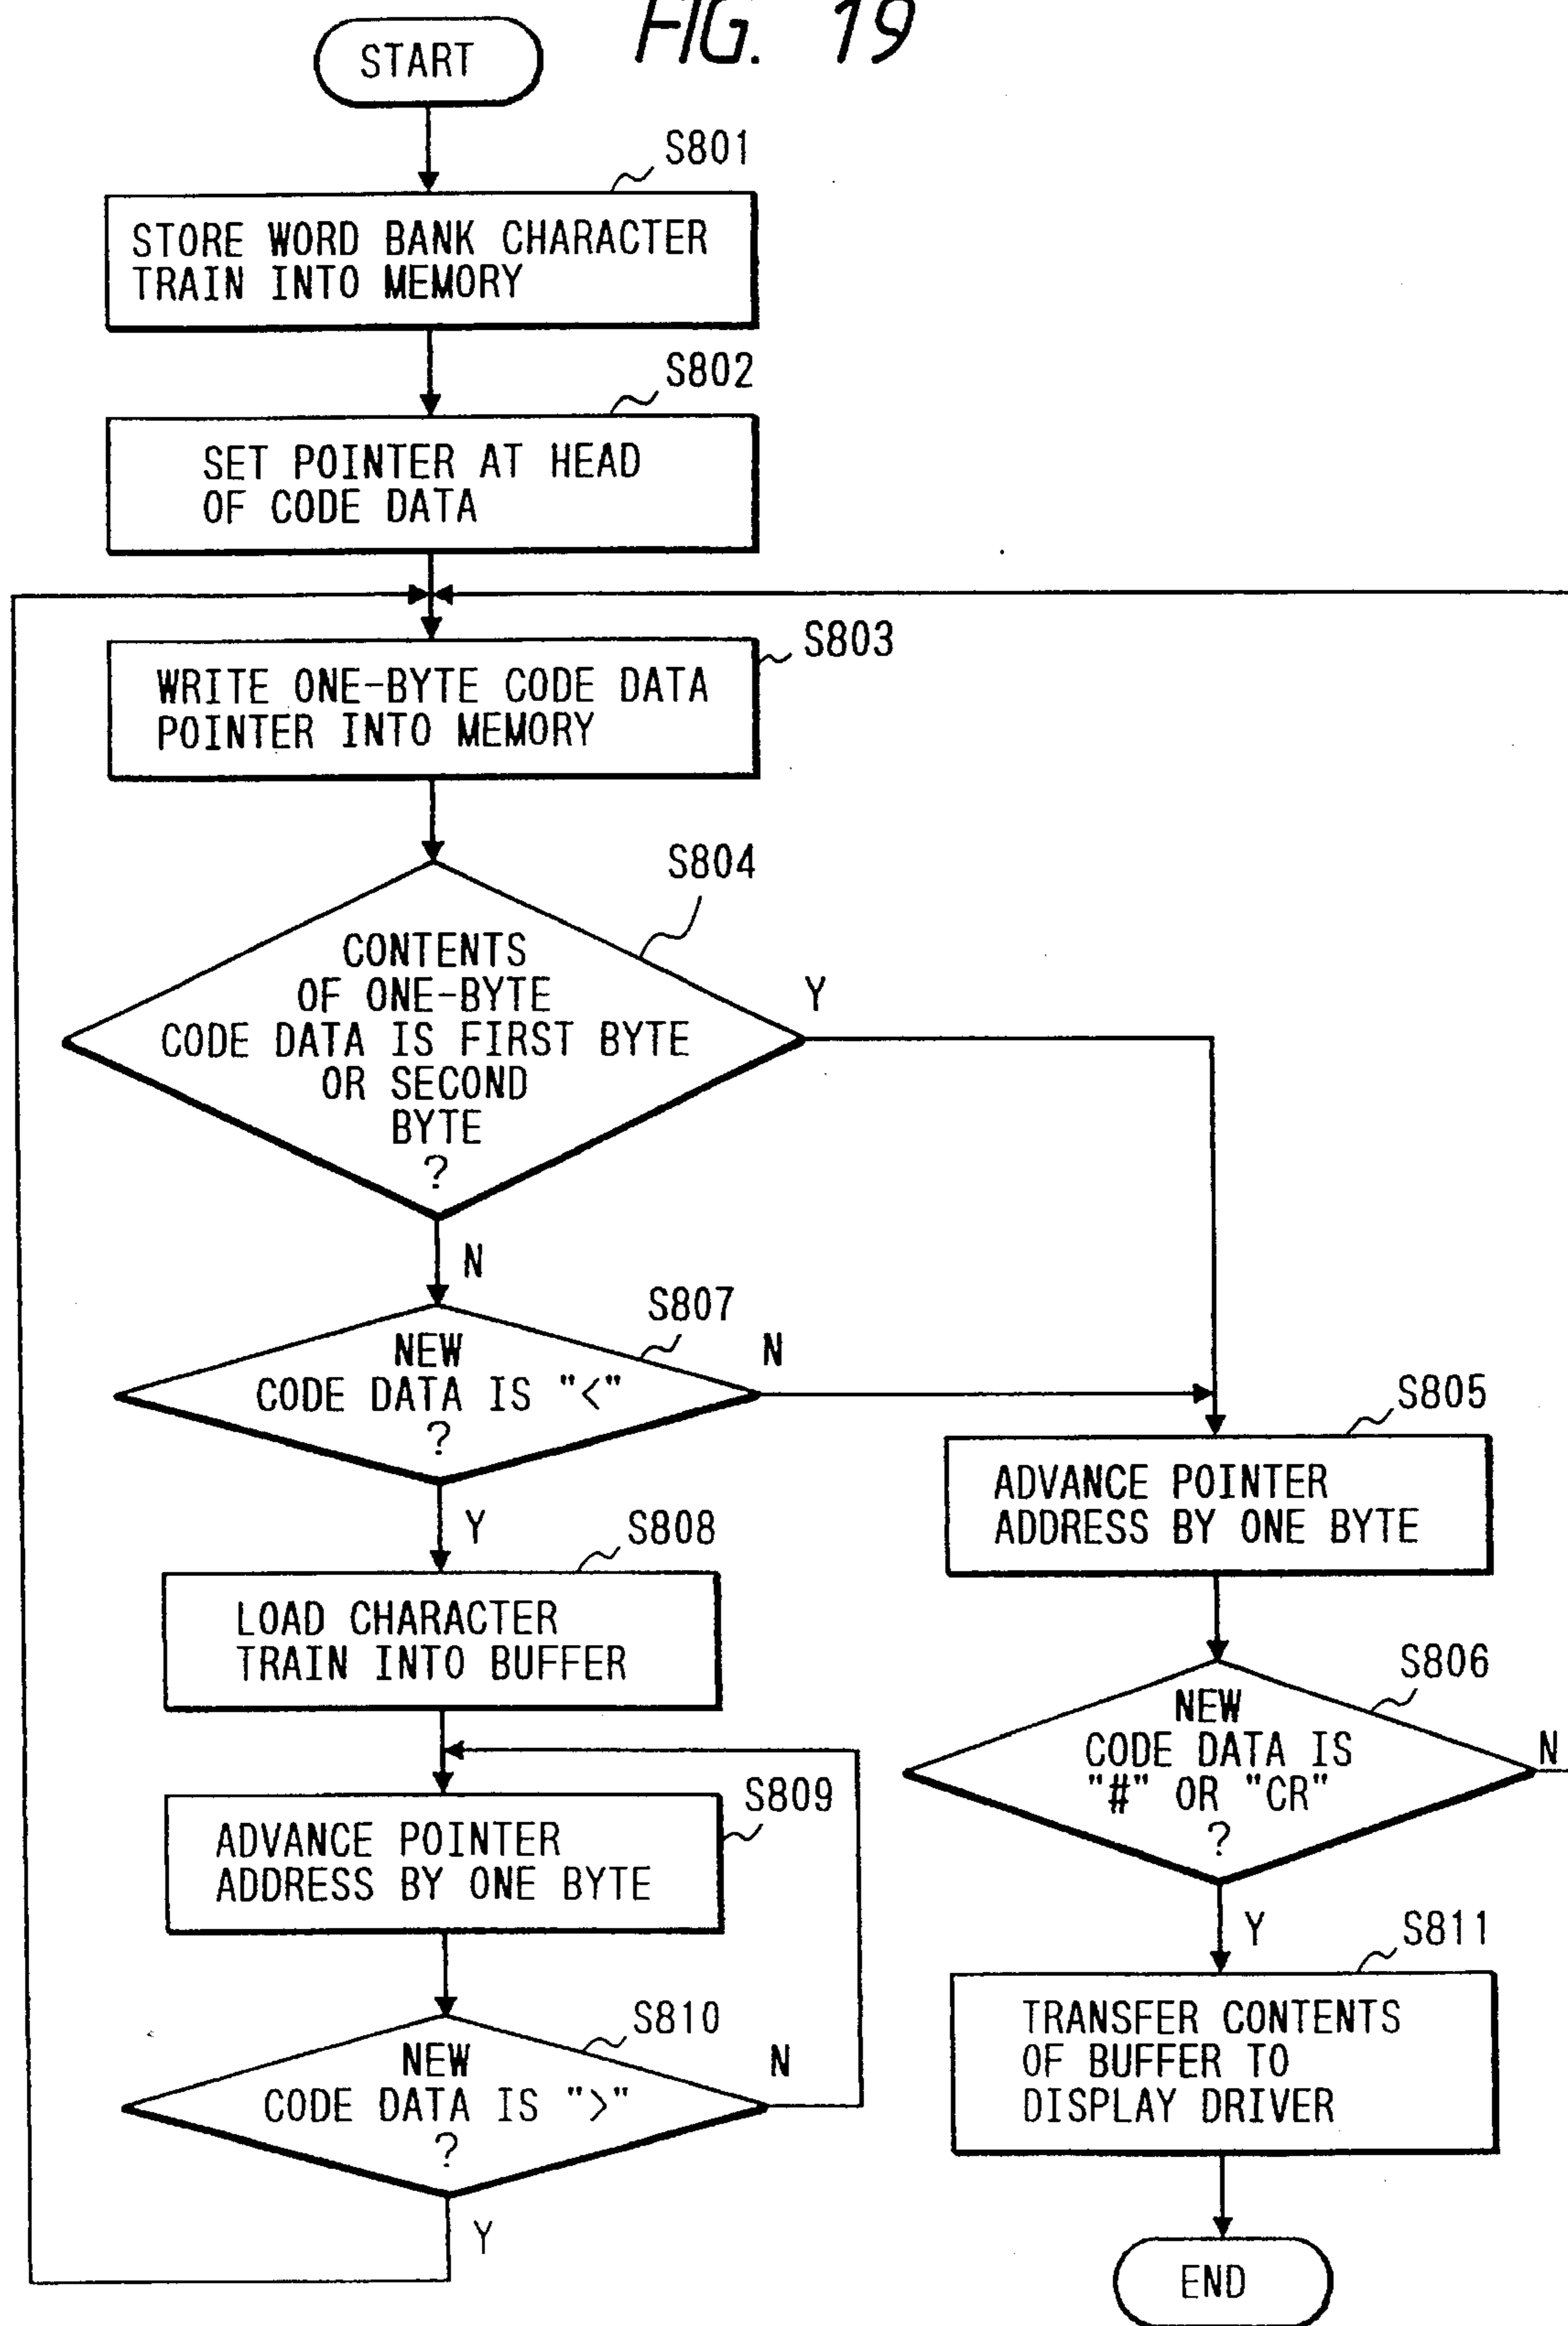 FIG. 19
START
S801
STORE WORD BANK CHARACTER
TRAIN INTO MEMORY
S802
SET POINTER AT HEAD
OF CODE DATA
S803
WRITE ONE-BYTE CODE DATA
POINTER INTO MEMORY
S804
CONTENTS
OF ONE-BYTE
CODE DATA IS FIRST BYTE
OR SECOND
BYTE
?
Y
N
S807
NEW
CODE DATA IS "<"
?
N
Y
S808
LOAD CHARACTER
TRAIN INTO BUFFER
S809
ADVANCE POINTER
ADDRESS BY ONE BYTE
S810
NEW
CODE DATA IS ">"
?
N
Y
S805
ADVANCE POINTER
ADDRESS BY ONE BYTE
S806
NEW
CODE DATA IS
"#" OR "CR"
?
N
Y
S811
TRANSFER CONTENTS
OF BUFFER TO
DISPLAY DRIVER
END